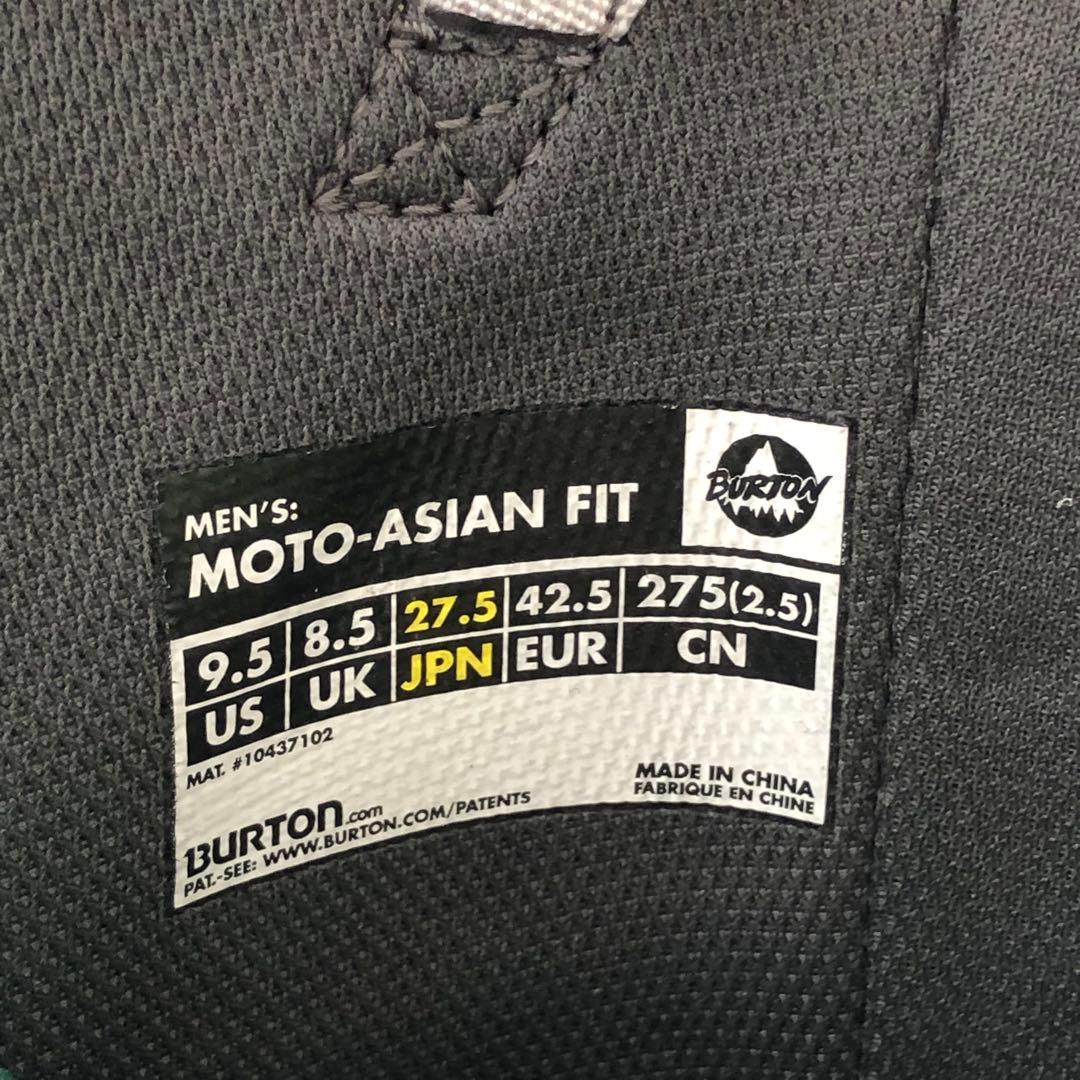 BURTON
MEN'S:
MOTO-ASIAN FIT
9.5 8.5 27.5 42.5 275(2.5)
US UK JPN EUR CN
MAT. #10437102
MADE IN CHINA
FABRIQUE EN CHINE
BURTON.com
PAT.-SEE: WWW.BURTON.COM/PATENTS